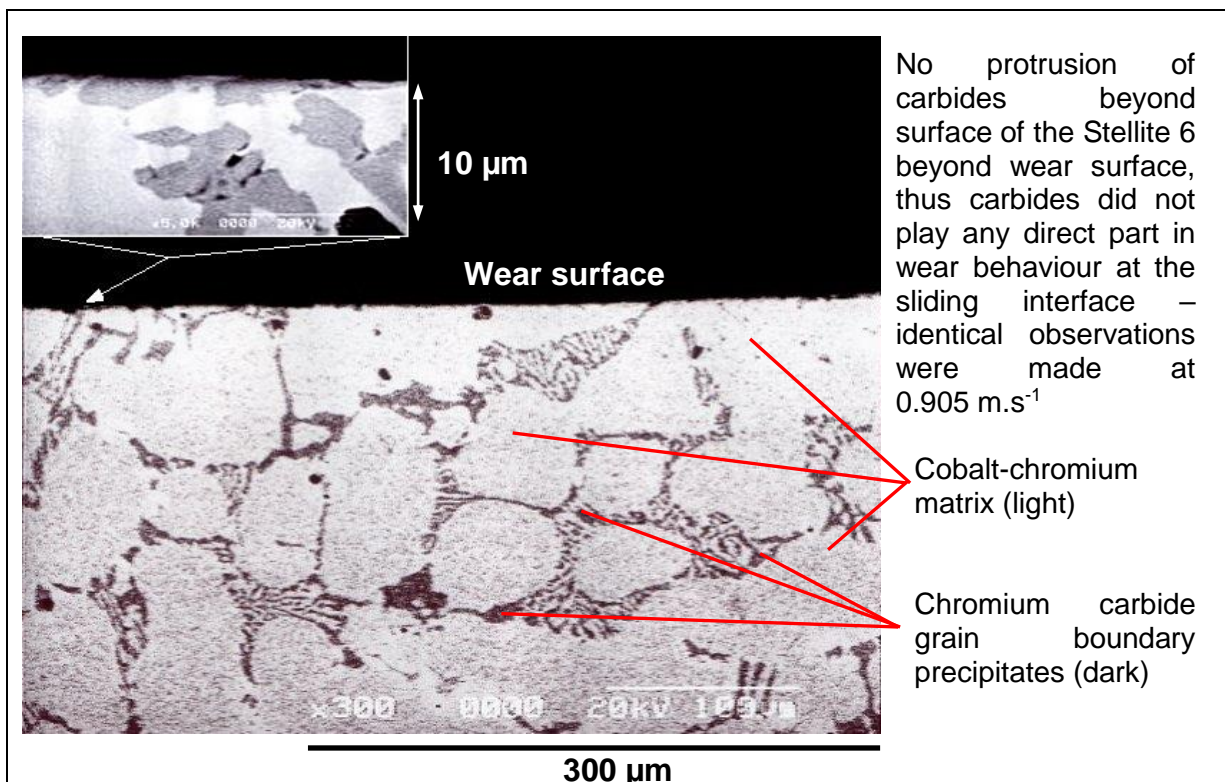 No protrusion of
carbides beyond
surface of the Stellite 6
beyond wear surface,
thus carbides did not
play any direct part in
wear behaviour at the
sliding interface –
identical observations
were made at
0.905 m.s⁻¹
10 µm
x5.0K 0000 20kV
Wear surface
Cobalt-chromium
matrix (light)
Chromium carbide
grain boundary
precipitates (dark)
x300 0000 20kV
300 µm